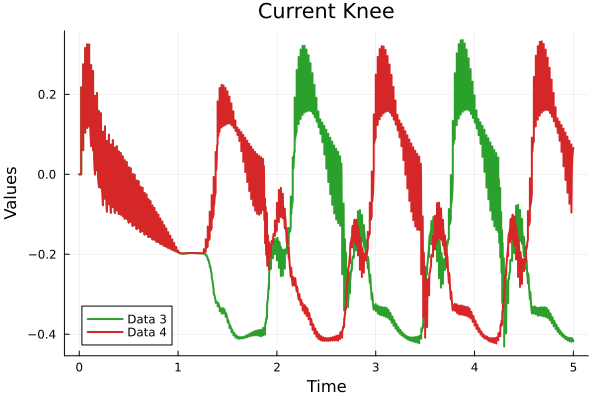 Current Knee
Values
0.2
0.0
−0.2
−0.4
Data 3
Data 4
0 1 2 3 4 5
Time